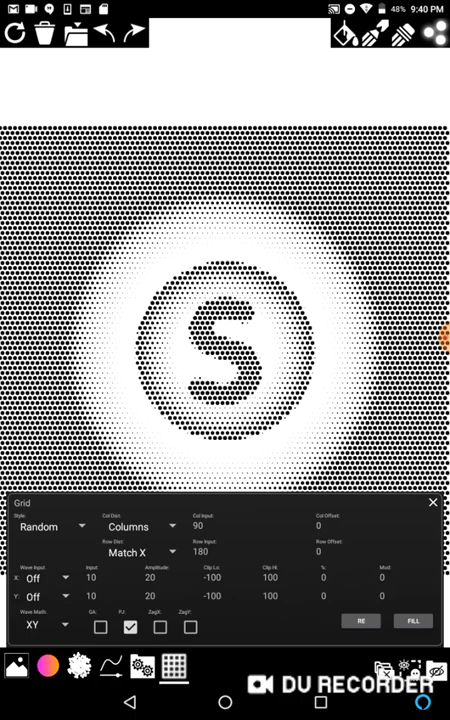 48% 9:40 PM
S
Grid
Style: Col Dist: Col Input: Col Offset:
Random Columns 90 0
Row Dist: Row Input: Row Offset:
Match X 180 0
Wave Input: Input: Amplitude: Clip Lo: Clip Hi: %: Mod:
X: Off 10 20 -100 100 0 0
Y: Off 10 20 -100 100 0 0
Wave Math: GA: PJ: ZagX: ZagY:
XY RE FILL
DU RECORDER